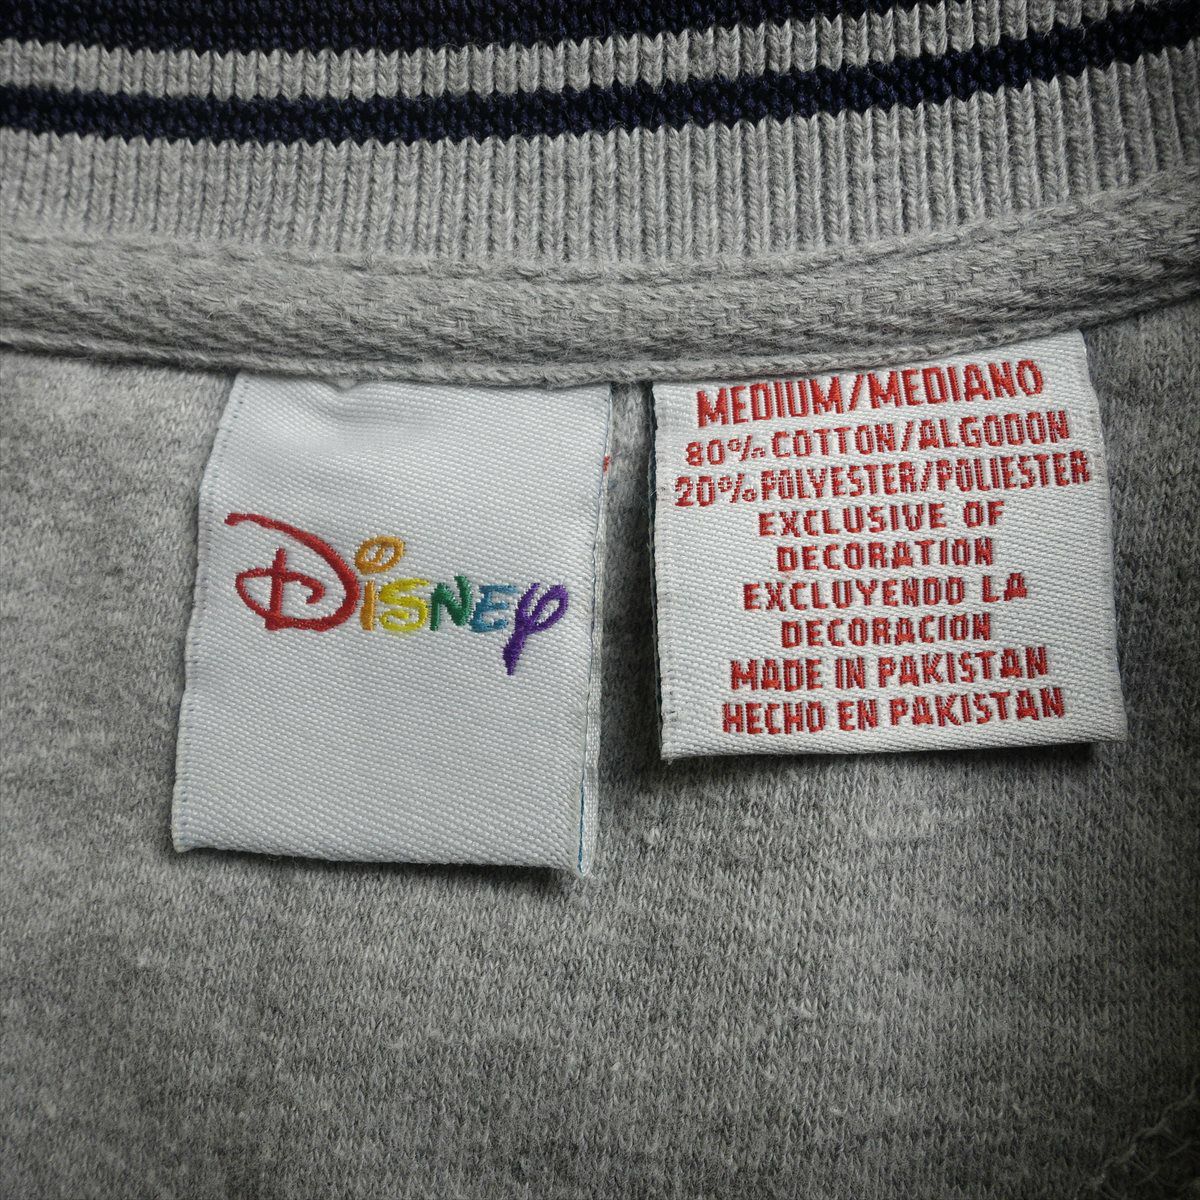 Disney
MEDIUM/MEDIANO
80% COTTON/ALGODON
20% POLYESTER/POLIESTER
EXCLUSIVE OF
DECORATION
EXCLUYENDO LA
DECORACION
MADE IN PAKISTAN
HECHO EN PAKISTAN